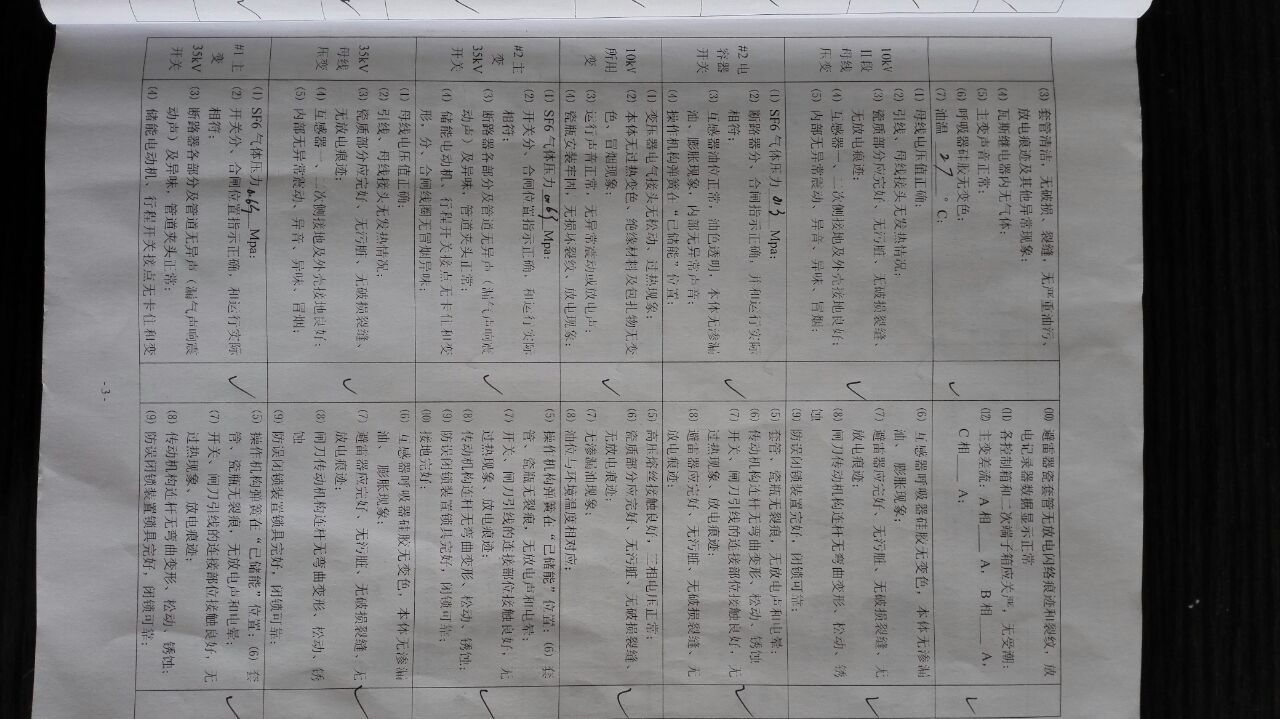 (3) 套管清洁、无破损、裂缝,无严重油污、
放电痕迹及其他异常现象;
(4) 瓦斯继电器内无气体;
(5) 主变声音正常;
(6) 呼吸器硅胶无变色;
(7) 油温 27 °C;
✓
(10) 避雷器瓷套管无放电闪络痕迹和裂纹,放
电记录器数据显示正常
(11) 各控制箱和二次端子箱应关严,无受潮;
(12) 主变差流:A相 A,B相 A,
C相 A;
✓
10kV
II段
母线
压变
(1) 母线电压值正确;
(2) 引线、母线接头无发热情况;
(3) 瓷质部分应完好、无污脏、无破损裂缝、
无放电痕迹;
(4) 互感器一、二次侧接地及外壳接地良好;
(5) 内部无异常震动、异音、异味、冒烟;
✓
(6) 互感器呼吸器硅胶无变色,本体无渗漏
油、膨胀现象;
(7) 避雷器应完好、无污脏、无破损裂缝、无
放电痕迹;
(8) 闸刀传动机构连杆无弯曲变形、松动、锈
蚀
(9) 防误闭锁装置完好,闭锁可靠;
✓
#2电
容器
开关
(1) SF6气体压力 Mpa;
(2) 断路器分、合闸指示正确,并和运行实际
相符;
(3) 互感器油位正常,油色透明,本体无渗漏
油、膨胀现象,内部无异常声音;
(4) 操作机构弹簧在“已储能”位置;
✓
(5) 套管、瓷瓶无裂痕,无放电声和电晕;
(6) 传动机构连杆无弯曲变形、松动、锈蚀
(7) 开关、闸刀引线的连接部位接触良好,无
过热现象、放电痕迹;
(8) 避雷器应完好、无污脏、无破损裂缝、无
放电痕迹;
✓
10kV
所用
变
(1) 变压器电气接头无松动、过热现象;
(2) 本体无过热变色,绝缘材料及包扎物无变
色、冒烟现象;
(3) 运行声音正常,无异常震动或放电声;
(4) 瓷瓶安装牢固,无损坏裂纹、放电现象;
✓
(5) 高压熔丝接触良好,三相电压正常;
(6) 瓷质部分应完好、无污脏、无破损裂缝、
无放电痕迹;
(7) 无渗漏油现象;
(8) 油位与环境温度相对应;
✓
#2主
变
35kV
开关
(1) SF6气体压力 0.64 Mpa;
(2) 开关分、合闸位置指示正确,和运行实际
相符;
(3) 断路器各部分及管道无异声(漏气声响震
动声)及异味,管道夹头正常;
(4) 储能电动机、行程开关接点无卡住和变
形,分、合闸线圈无冒烟异味;
✓
(5) 操作机构弹簧在“已储能”位置;(6) 套
管、瓷瓶无裂痕,无放电声和电晕;
(7) 开关、闸刀引线的连接部位接触良好,无
过热现象、放电痕迹;
(8) 传动机构连杆无弯曲变形、松动、锈蚀;
(9) 防误闭锁装置锁具完好,闭锁可靠;
(10) 接地完好;
✓
35kV
母线
压变
(1) 母线电压值正确;
(2) 引线、母线接头无发热情况;
(3) 瓷质部分应完好、无污脏、无破损裂缝、
无放电痕迹;
(4) 互感器一、二次侧接地及外壳接地良好;
(5) 内部无异常震动、异音、异味、冒烟;
✓
(6) 互感器呼吸器硅胶无变色,本体无渗漏
油、膨胀现象;
(7) 避雷器应完好、无污脏、无破损裂缝、无
放电痕迹;
(8) 闸刀传动机构连杆无弯曲变形、松动、锈
蚀
(9) 防误闭锁装置锁具完好,闭锁可靠;
✓
#1主
变
35kV
开关
(1) SF6气体压力 0.64 Mpa;
(2) 开关分、合闸位置指示正确,和运行实际
相符;
(3) 断路器各部分及管道无异声(漏气声响震
动声)及异味,管道夹头正常;
(4) 储能电动机、行程开关接点无卡住和变
✓
(5) 操作机构弹簧在“已储能”位置;(6) 套
管、瓷瓶无裂痕,无放电声和电晕;
(7) 开关、闸刀引线的连接部位接触良好,无
过热现象、放电痕迹;
(8) 传动机构连杆无弯曲变形、松动、锈蚀;
(9) 防误闭锁装置锁具完好,闭锁可靠;
✓
- 3 -